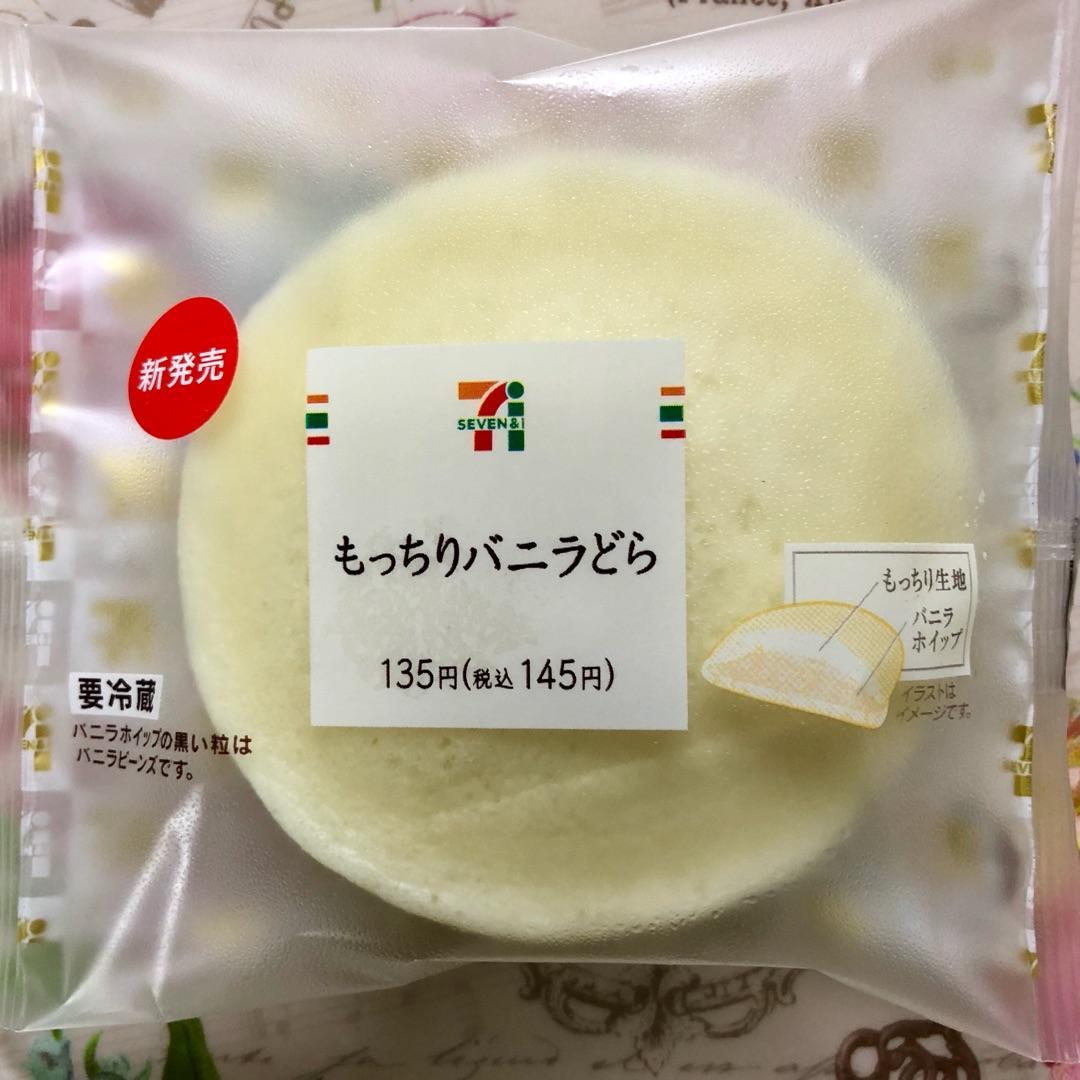 新発売
SEVEN&i
もっちりバニラどら
135円(税込145円)
もっちり生地
バニラ
ホイップ
イラストは
イメージです。
要冷蔵
バニラホイップの黒い粒は
バニラビーンズです。